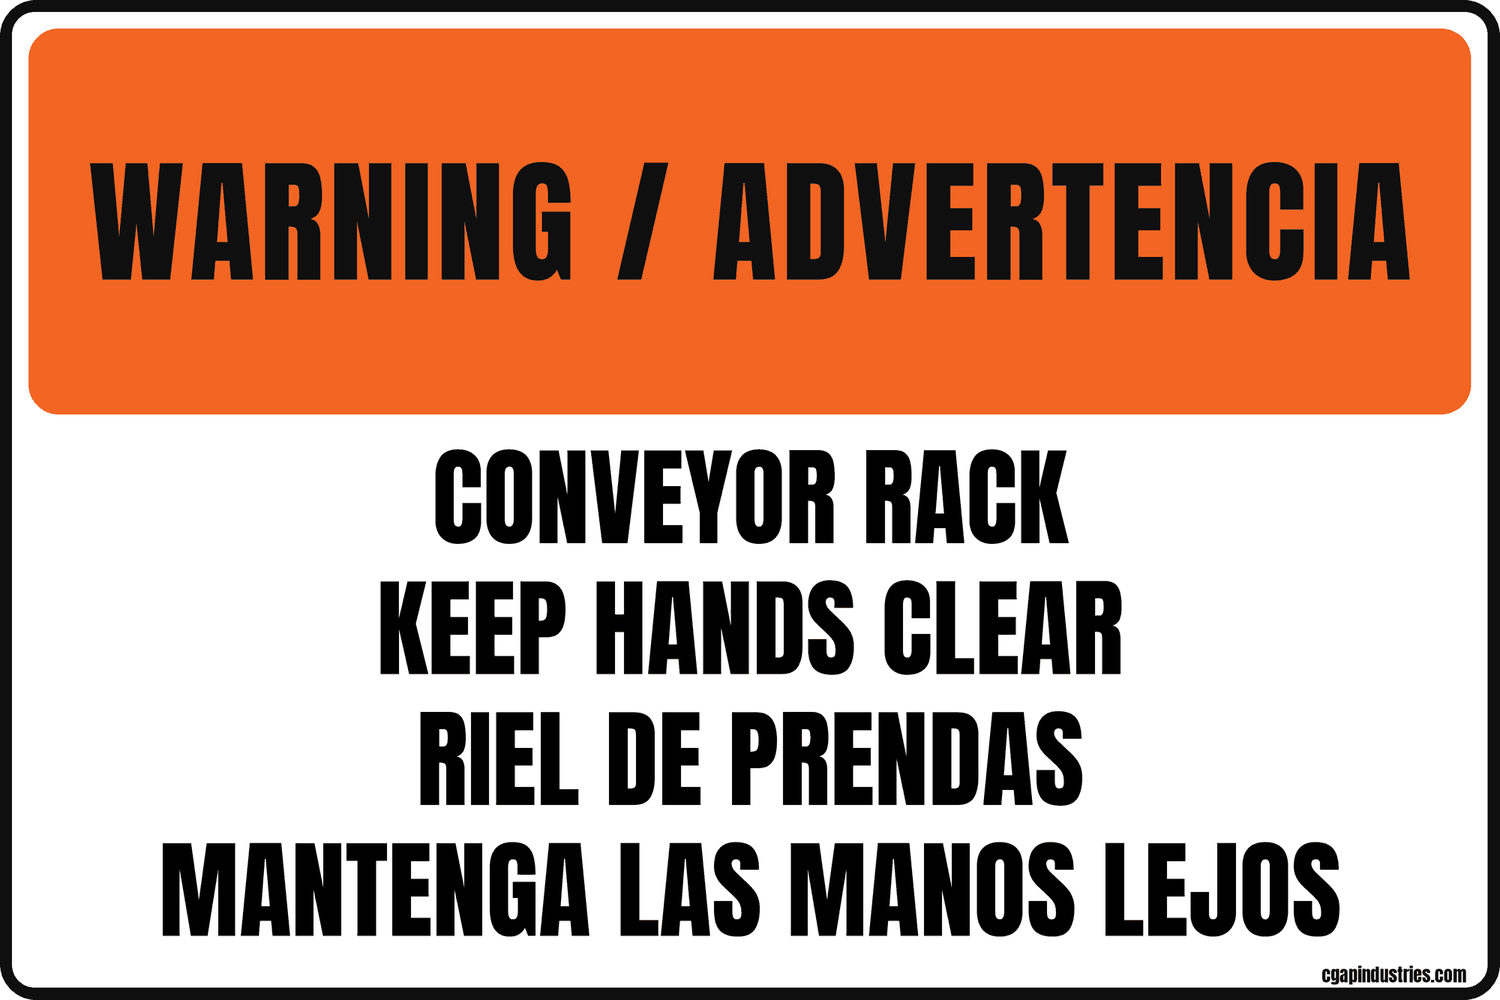 WARNING / ADVERTENCIA
CONVEYOR RACK
KEEP HANDS CLEAR
RIEL DE PRENDAS
MANTENGA LAS MANOS LEJOS
cgapindustries.com